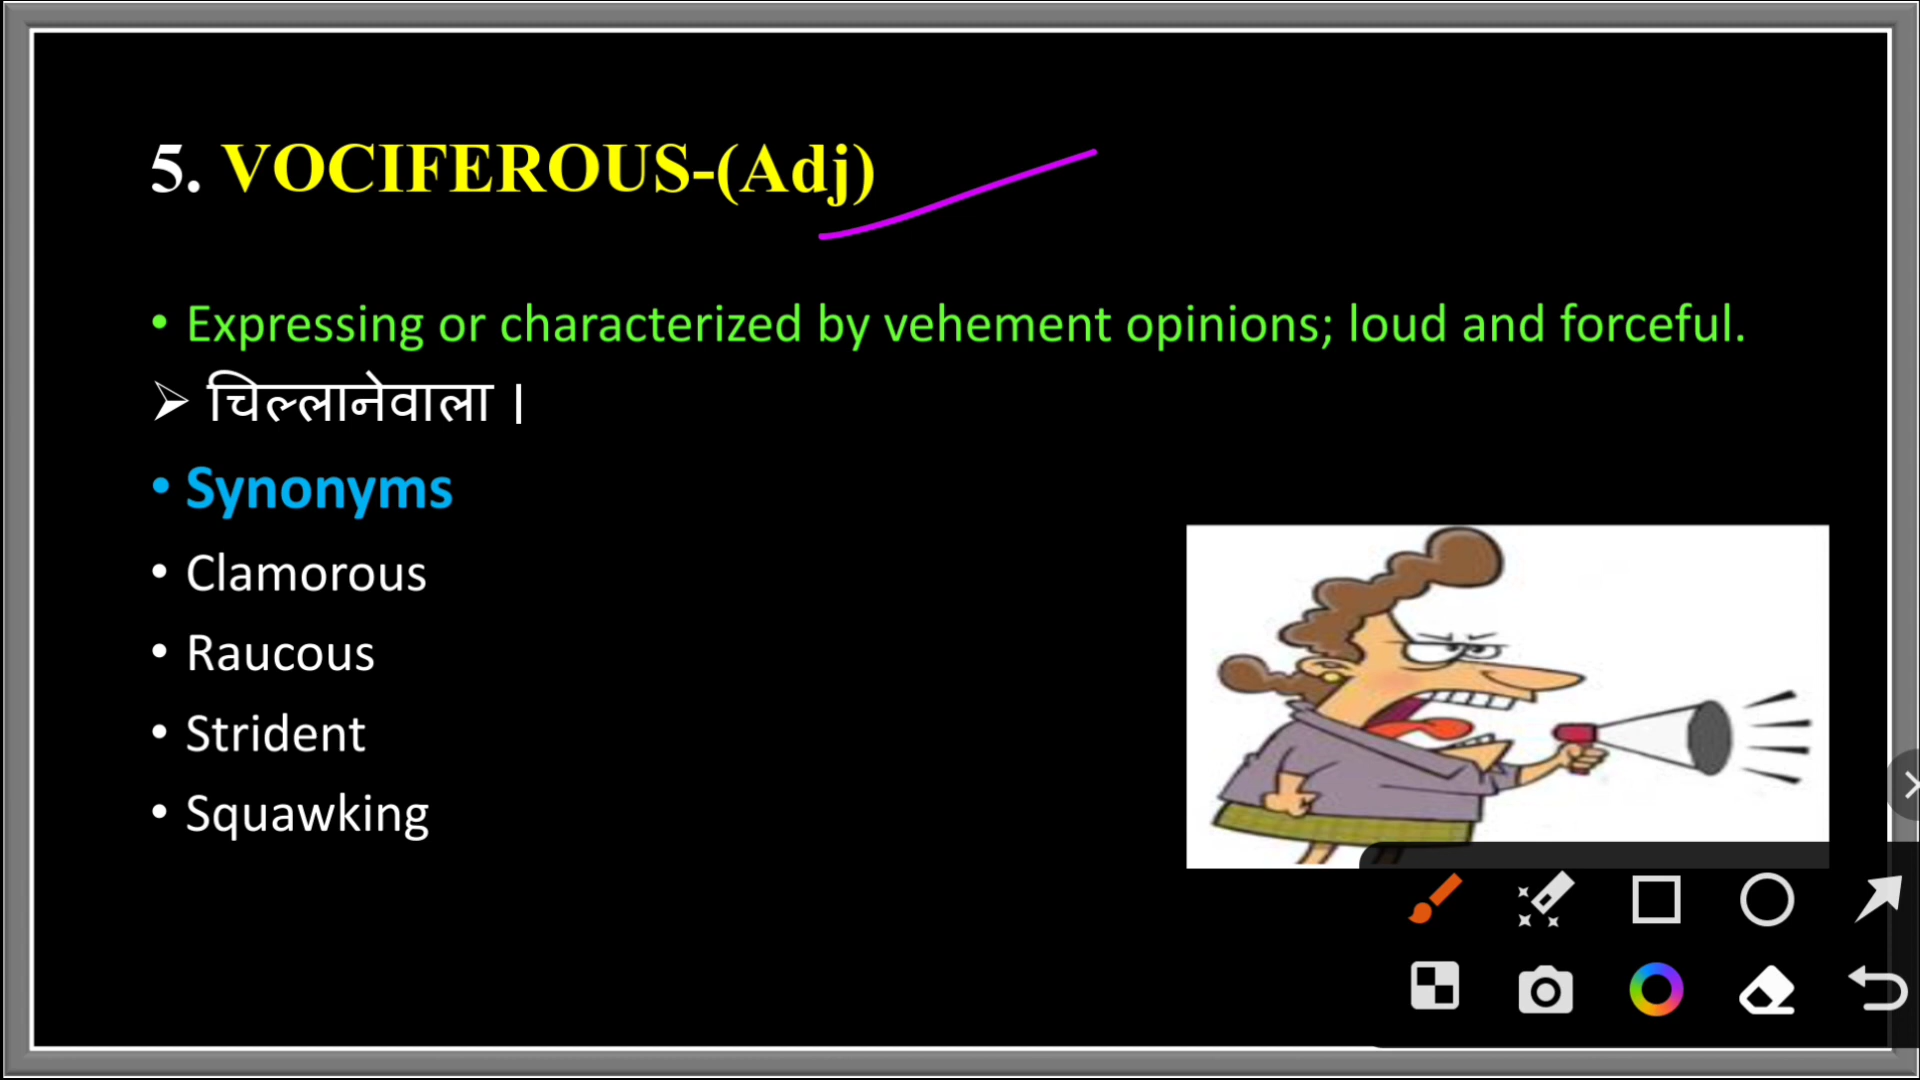 5. VOCIFEROUS-(Adj)
• Expressing or characterized by vehement opinions; loud and forceful.
➢ चिल्लानेवाला ।
• Synonyms
• Clamorous
• Raucous
• Strident
• Squawking